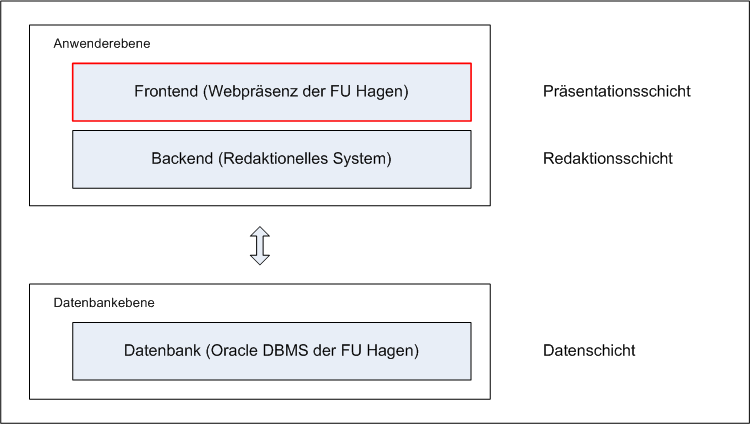 Anwenderebene
Frontend (Webpräsenz der FU Hagen)
Präsentationsschicht
Backend (Redaktionelles System)
Redaktionsschicht
Datenbankebene
Datenbank (Oracle DBMS der FU Hagen)
Datenschicht